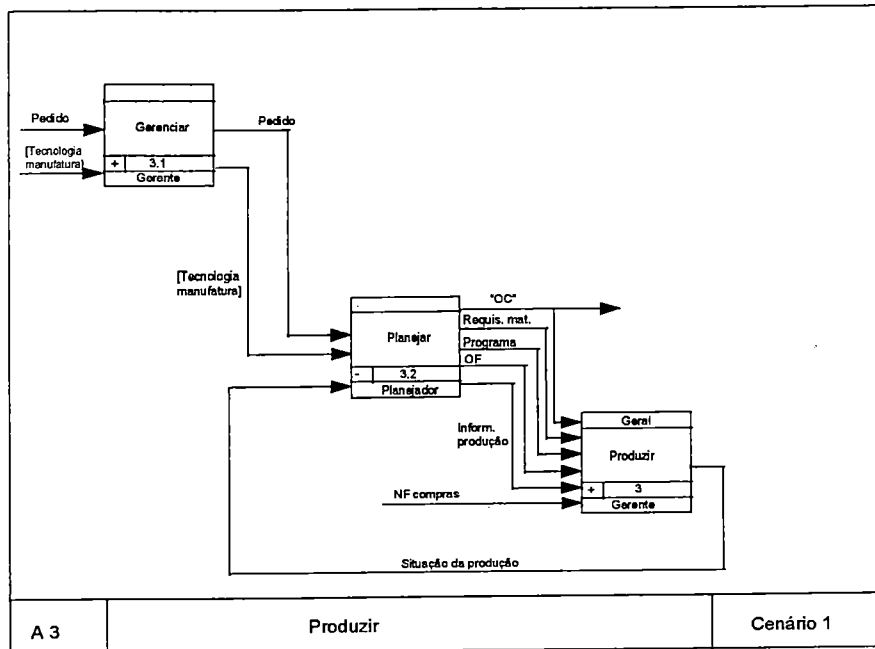 Pedido
[Tecnologia
manufatura]
Gerenciar
+ 3.1
Gerente
Pedido
[Tecnologia
manufatura]
Planejar
- 3.2
Planejador
"OC"
Requis. mat.
Programa
OF
Inform.
produção
NF compras
Geral
Produzir
+ 3
Gerente
Situação da produção
A 3
Produzir
Cenário 1